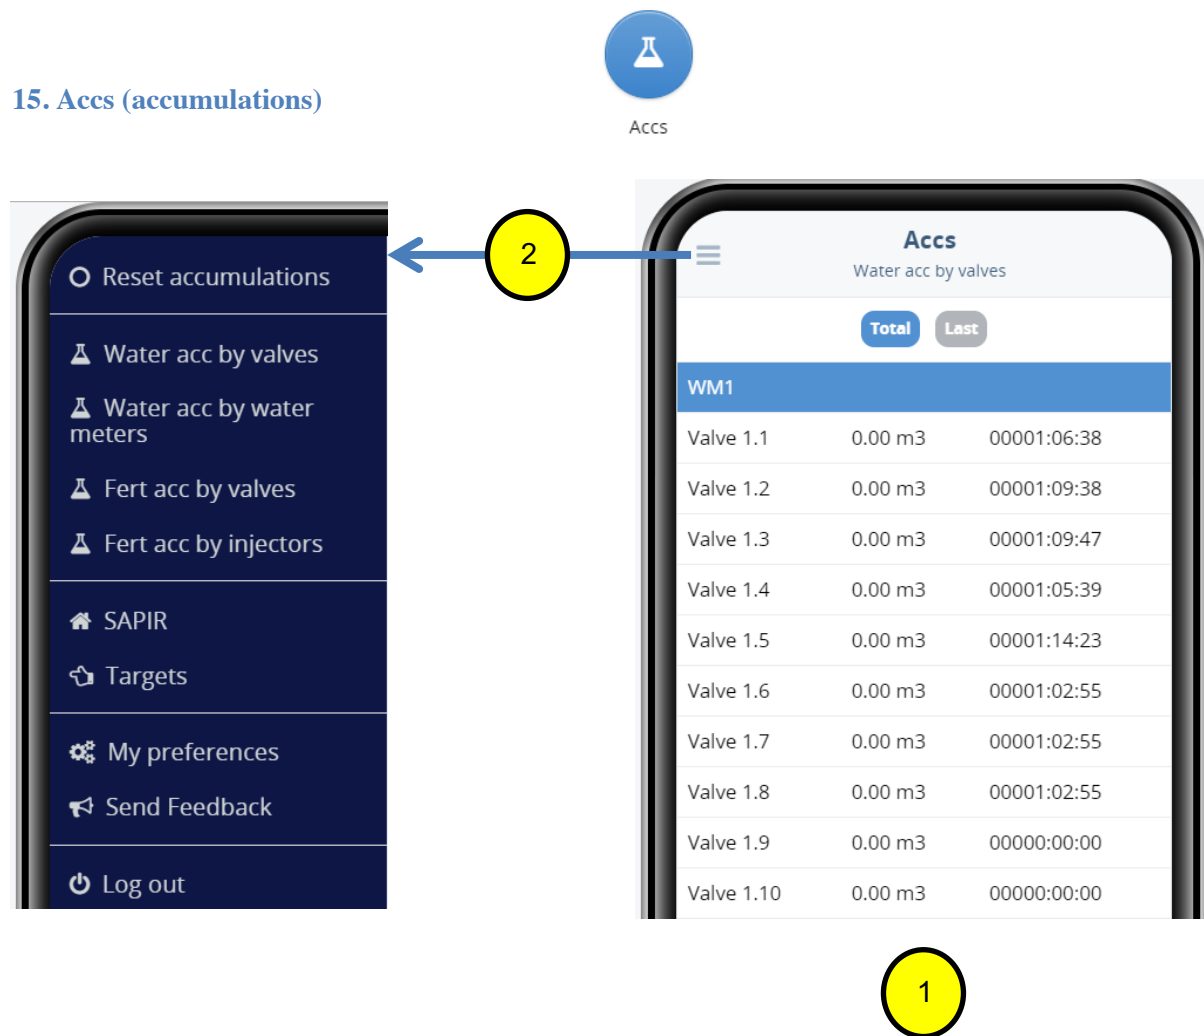 15. Accs (accumulations)
Accs
2
Reset accumulations
Water acc by valves
Water acc by water
meters
Fert acc by valves
Fert acc by injectors
SAPIR
Targets
My preferences
Send Feedback
Log out
Accs
Water acc by valves
Total Last
WM1
Valve 1.1 0.00 m3 00001:06:38
Valve 1.2 0.00 m3 00001:09:38
Valve 1.3 0.00 m3 00001:09:47
Valve 1.4 0.00 m3 00001:05:39
Valve 1.5 0.00 m3 00001:14:23
Valve 1.6 0.00 m3 00001:02:55
Valve 1.7 0.00 m3 00001:02:55
Valve 1.8 0.00 m3 00001:02:55
Valve 1.9 0.00 m3 00000:00:00
Valve 1.10 0.00 m3 00000:00:00
1